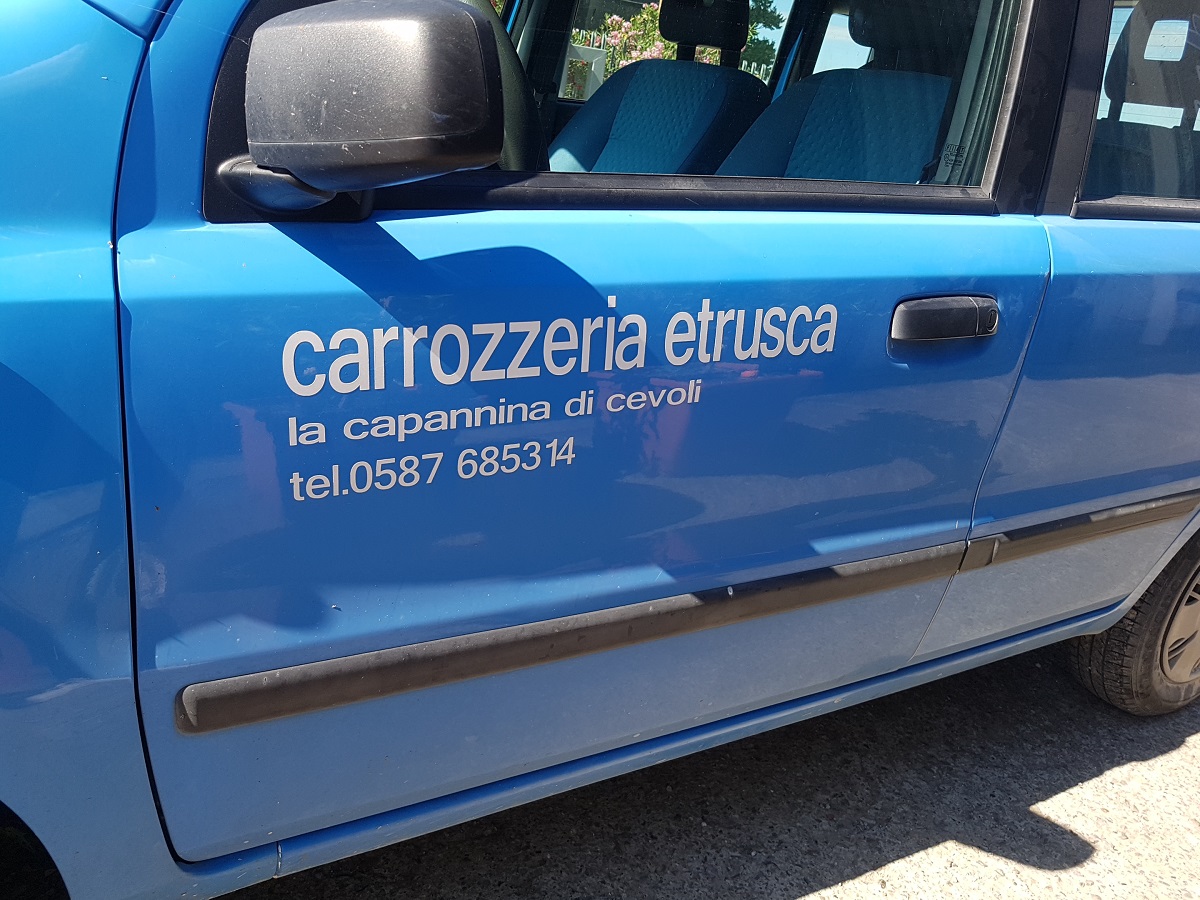 carrozzeria etrusca
la capannina di cevoli
tel.0587 685314